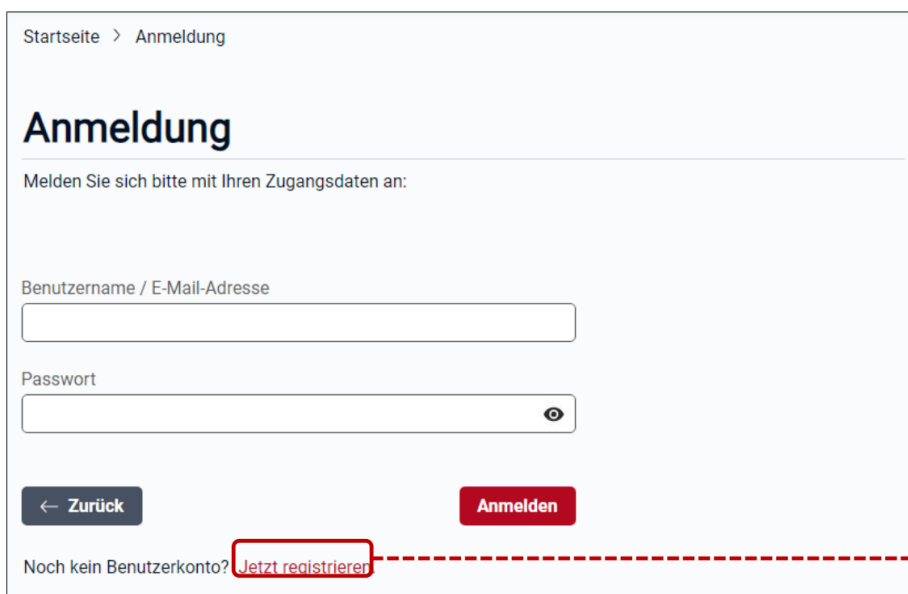 Startseite > Anmeldung
Anmeldung
Melden Sie sich bitte mit Ihren Zugangsdaten an:
Benutzername / E-Mail-Adresse
Passwort
← Zurück
Anmelden
Noch kein Benutzerkonto? Jetzt registrieren